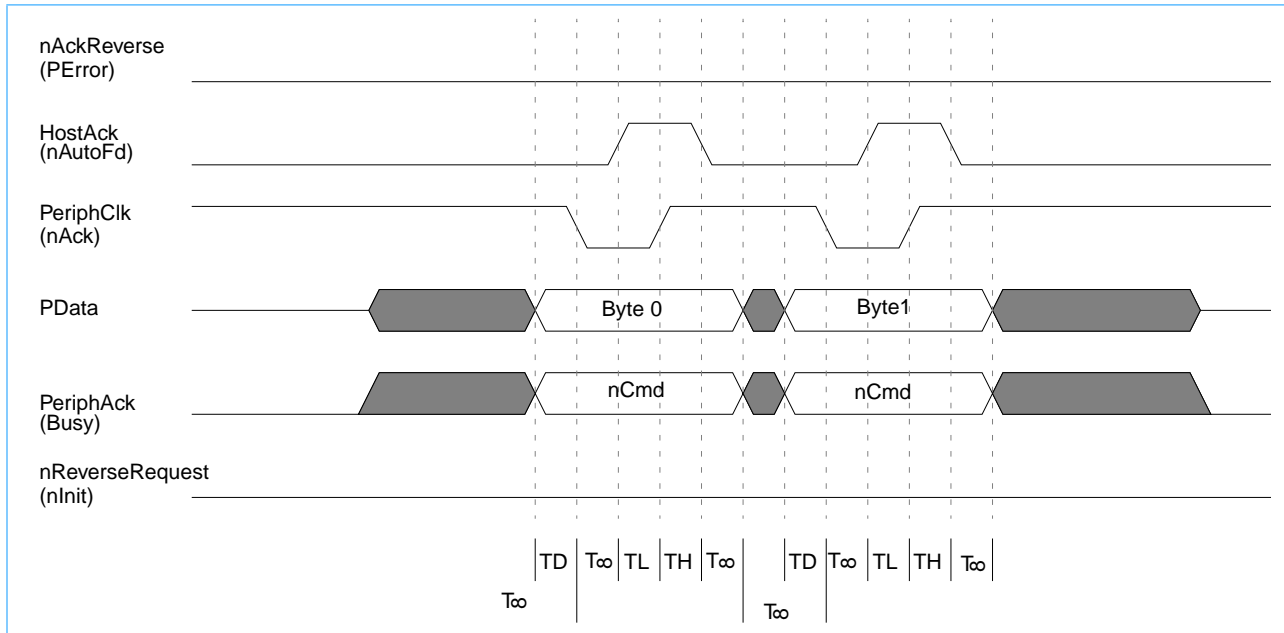 nAckReverse
(PError)
HostAck
(nAutoFd)
PeriphClk
(nAck)
PData
Byte 0
Byte1
PeriphAck
(Busy)
nCmd
nCmd
nReverseRequest
(nInit)
TD T∞ TL TH T∞ TD T∞ TL TH T∞
T∞ T∞